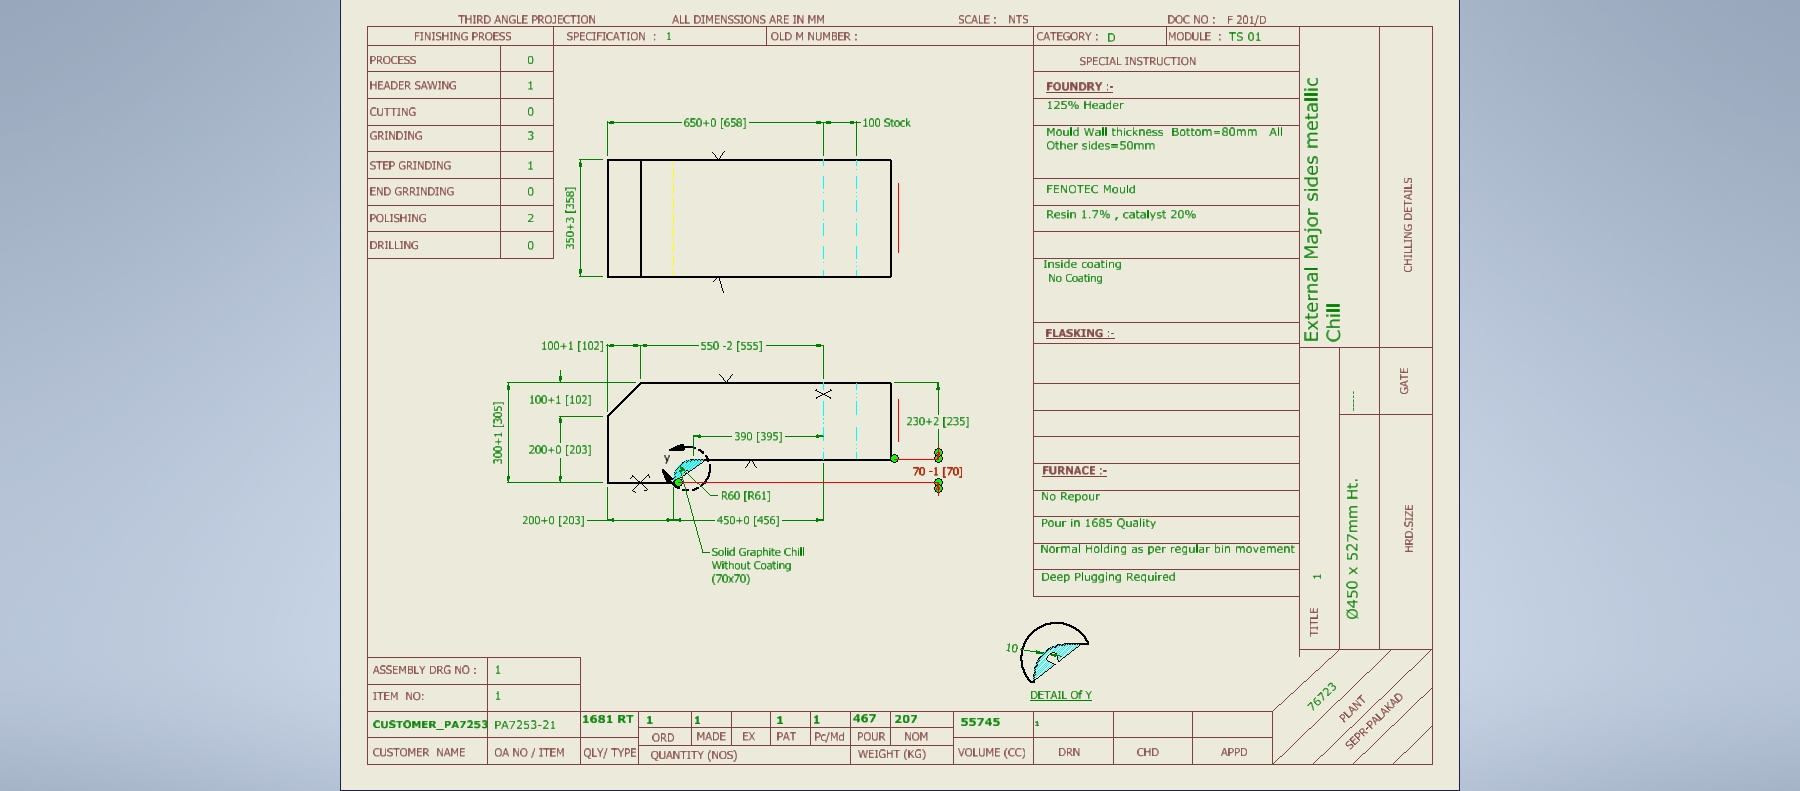 THIRD ANGLE PROJECTION
ALL DIMENSSIONS ARE IN MM
SCALE : NTS
DOC NO : F 201/D
FINISHING PROESS
SPECIFICATION : 1
OLD M NUMBER :
CATEGORY : D
MODULE : TS 01
PROCESS 0
HEADER SAWING 1
CUTTING 0
GRINDING 3
STEP GRINDING 1
END GRRINDING 0
POLISHING 2
DRILLING 0
650+0 [658]
100 Stock
350+3 [358]
100+1 [102]
550 -2 [555]
100+1 [102]
300+1 [305]
200+0 [203]
390 [395]
230+2 [235]
70 -1 [70]
y
R60 [R61]
200+0 [203]
450+0 [456]
Solid Graphite Chill
Without Coating
(70x70)
SPECIAL INSTRUCTION
FOUNDRY :-
125% Header
Mould Wall thickness Bottom=80mm All
Other sides=50mm
FENOTEC Mould
Resin 1.7% , catalyst 20%
Inside coating
No Coating
FLASKING :-
FURNACE :-
No Repour
Pour in 1685 Quality
Normal Holding as per regular bin movement
Deep Plugging Required
External Major sides metallic
Chill
CHILLING DETAILS
-----
GATE
TITLE 1
Ø450 x 527mm Ht.
HRD.SIZE
10
DETAIL Of Y
76723
PLANT
SEPR-PALAKAD
ASSEMBLY DRG NO : 1
ITEM NO: 1
CUSTOMER_PA7253 PA7253-21 1681 RT 1 1 1 1 467 207 55745 1
ORD MADE EX PAT Pc/Md POUR NOM
CUSTOMER NAME OA NO / ITEM QLY/ TYPE QUANTITY (NOS) WEIGHT (KG) VOLUME (CC) DRN CHD APPD